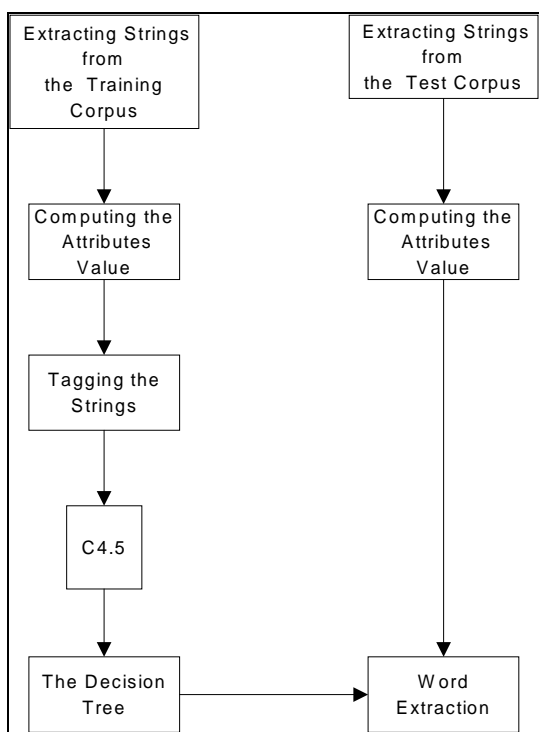 Extracting Strings
from
the Training
Corpus
Extracting Strings
from
the Test Corpus
Computing the
Attributes
Value
Computing the
Attributes
Value
Tagging the
Strings
C4.5
The Decision
Tree
Word
Extraction